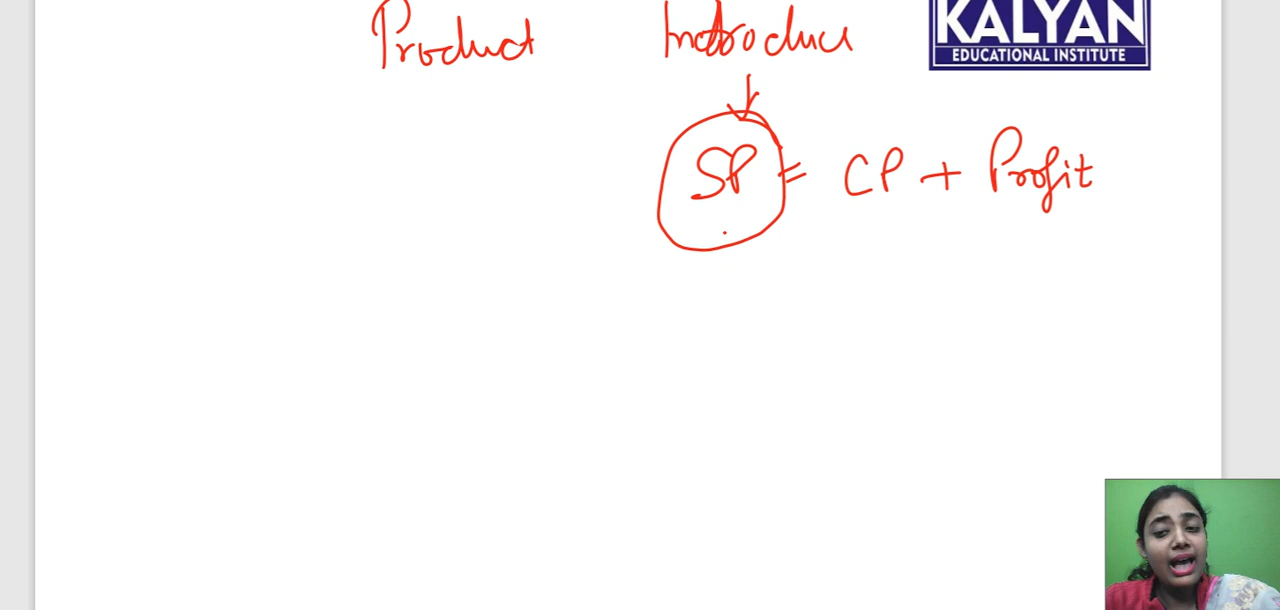 Product Introduce
KALYAN
EDUCATIONAL INSTITUTE
SP = CP + Profit